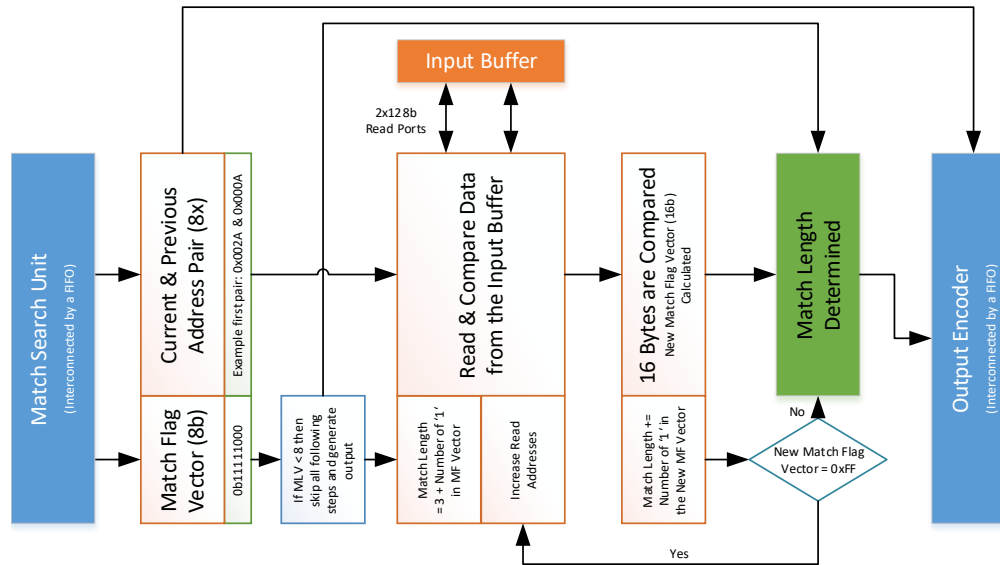 Match Search Unit
(Interconnected by a FIFO)
Current & Previous
Address Pair (8x)
Example first pair: 0x002A & 0x000A
Match Flag
Vector (8b)
0b11111000
If MLV < 8 then
skip all following
steps and generate
output
Input Buffer
2x128b
Read Ports
Read & Compare Data
from the Input Buffer
Match Length
= 3 + Number of ‘1’
in MF Vector
Increase Read
Addresses
16 Bytes are Compared
New Match Flag Vector (16b)
Calculated
Match Length +=
Number of ‘1’ in
the New MF Vector
Match Length
Determined
No
New Match Flag
Vector = 0xFF
Yes
Output Encoder
(Interconnected by a FIFO)